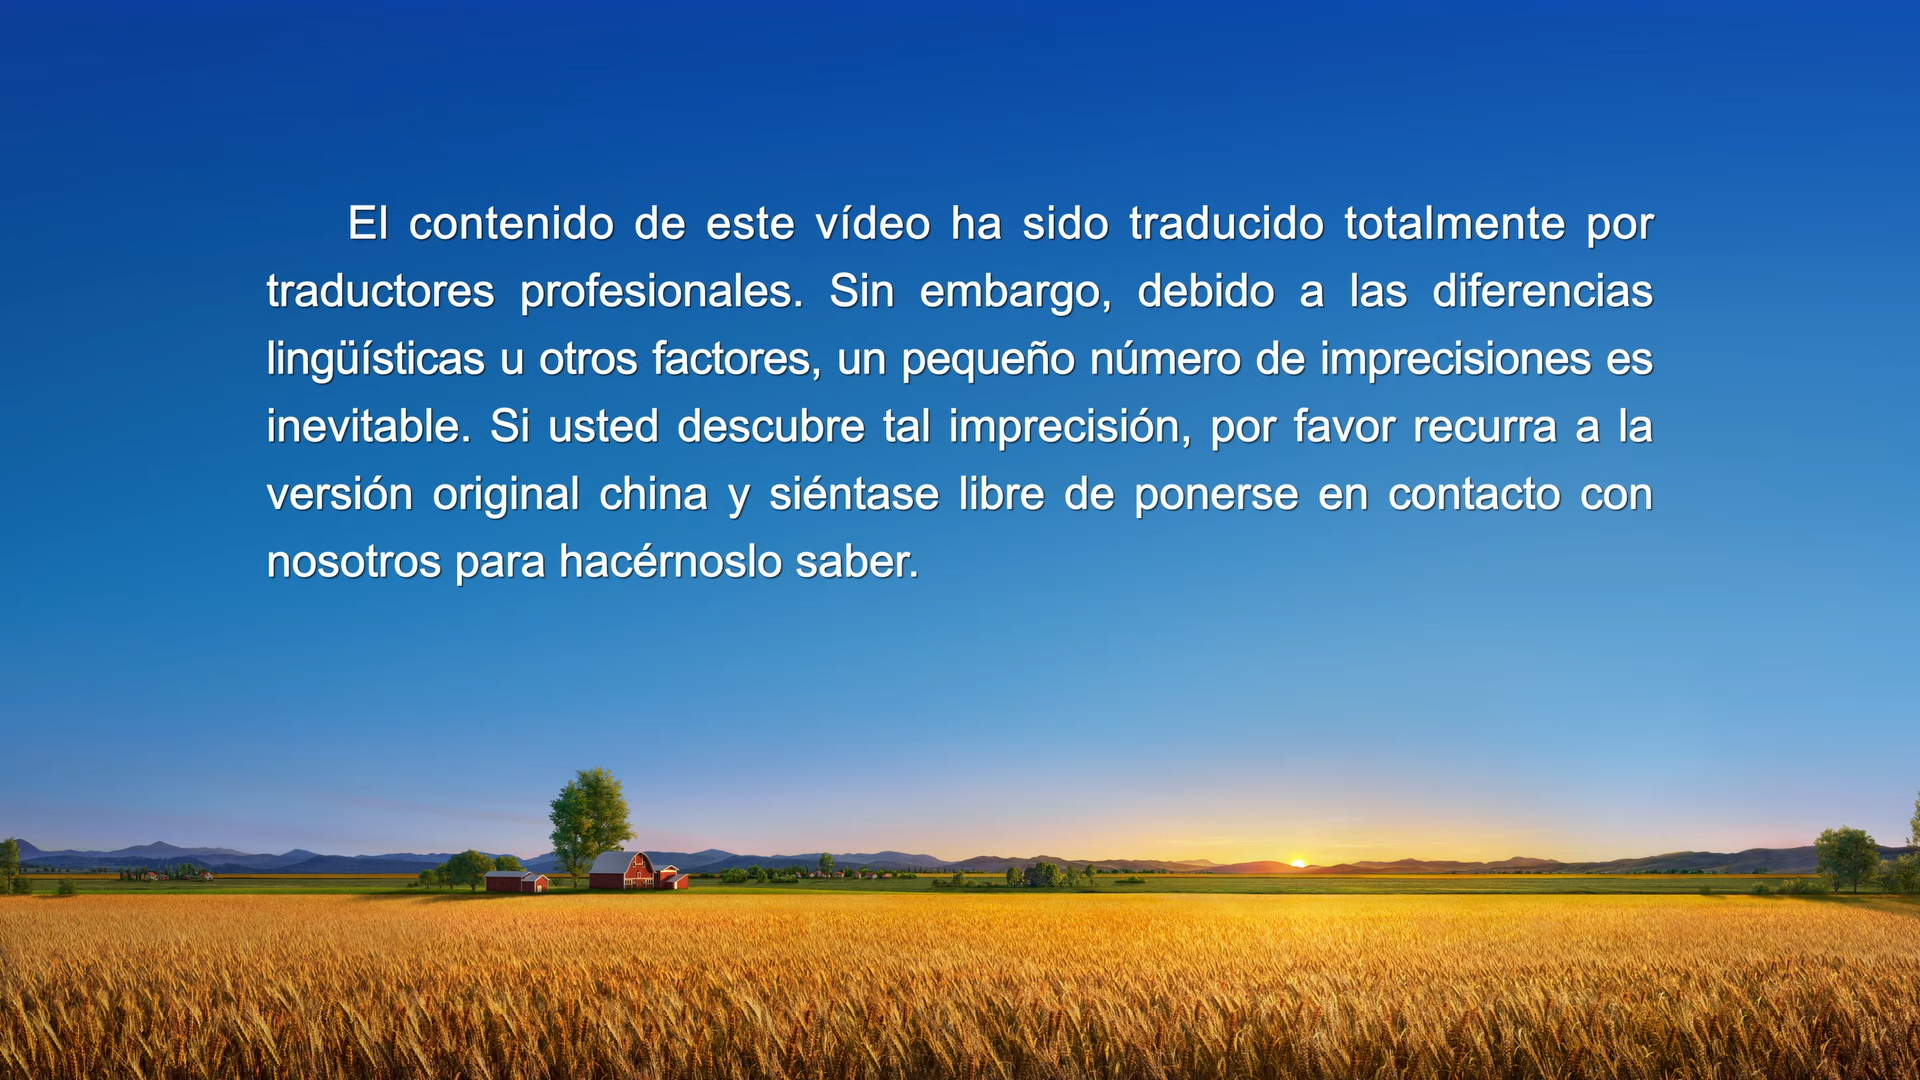 El contenido de este vídeo ha sido traducido totalmente por
traductores profesionales. Sin embargo, debido a las diferencias
lingüísticas u otros factores, un pequeño número de imprecisiones es
inevitable. Si usted descubre tal imprecisión, por favor recurra a la
versión original china y siéntase libre de ponerse en contacto con
nosotros para hacérnoslo saber.